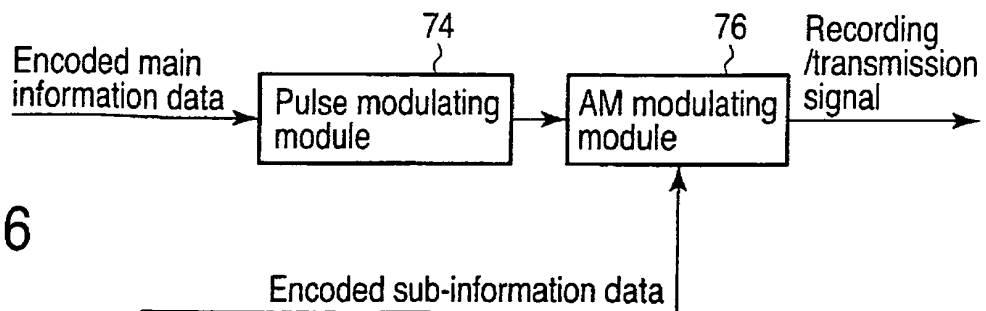 74
76
Recording
/transmission
signal
Encoded main
information data
Pulse modulating
module
AM modulating
module
6
Encoded sub-information data